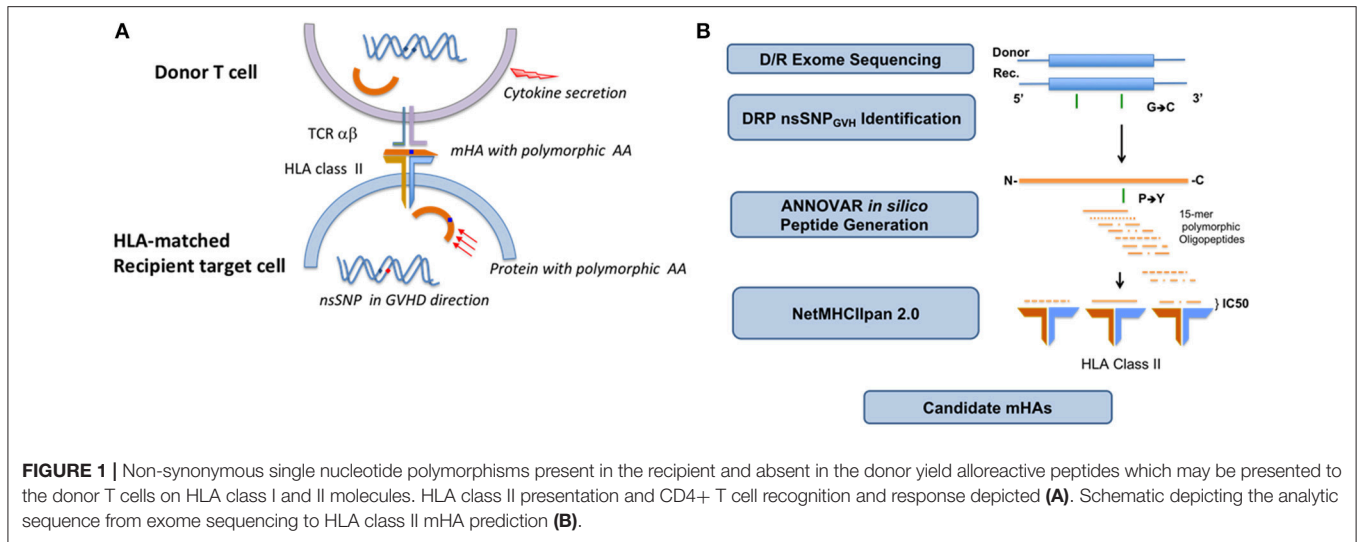 A
Donor T cell
Cytokine secretion
TCR αβ
mHA with polymorphic AA
HLA class II
HLA-matched
Recipient target cell
Protein with polymorphic AA
nsSNP in GVHD direction
B
D/R Exome Sequencing
DRP nsSNPGVH Identification
ANNOVAR in silico
Peptide Generation
NetMHCIIpan 2.0
Candidate mHAs
Donor
Rec.
5' 3'
G→C
N- -C
P→Y
15-mer
polymorphic
Oligopeptides
} IC50
HLA Class II
FIGURE 1 | Non-synonymous single nucleotide polymorphisms present in the recipient and absent in the donor yield alloreactive peptides which may be presented to
the donor T cells on HLA class I and II molecules. HLA class II presentation and CD4+ T cell recognition and response depicted (A). Schematic depicting the analytic
sequence from exome sequencing to HLA class II mHA prediction (B).